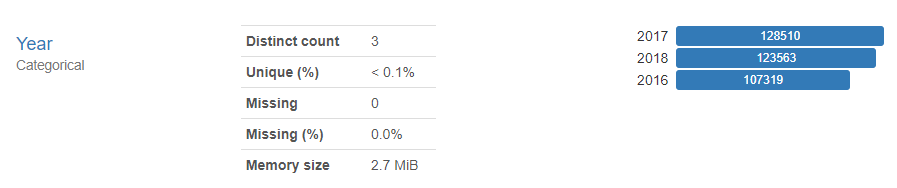 Year
Categorical
Distinct count 3
Unique (%) < 0.1%
Missing 0
Missing (%) 0.0%
Memory size 2.7 MiB
2017 128510
2018 123563
2016 107319